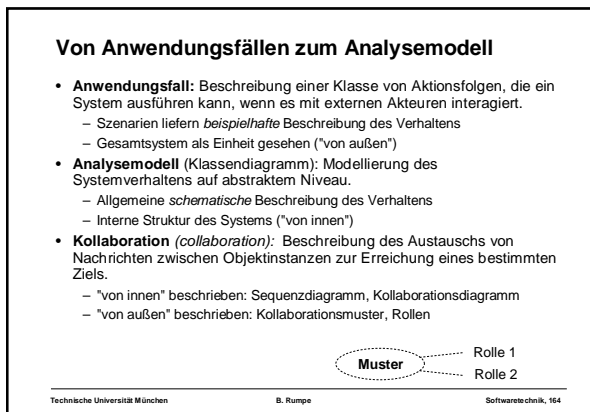 Von Anwendungsfällen zum Analysemodell
• Anwendungsfall: Beschreibung einer Klasse von Aktionsfolgen, die ein
System ausführen kann, wenn es mit externen Akteuren interagiert.
– Szenarien liefern beispielhafte Beschreibung des Verhaltens
– Gesamtsystem als Einheit gesehen ("von außen")
• Analysemodell (Klassendiagramm): Modellierung des
Systemverhaltens auf abstraktem Niveau.
– Allgemeine schematische Beschreibung des Verhaltens
– Interne Struktur des Systems ("von innen")
• Kollaboration (collaboration): Beschreibung des Austauschs von
Nachrichten zwischen Objektinstanzen zur Erreichung eines bestimmten
Ziels.
– "von innen" beschrieben: Sequenzdiagramm, Kollaborationsdiagramm
– "von außen" beschrieben: Kollaborationsmuster, Rollen
Muster
Rolle 1
Rolle 2
Technische Universität München B. Rumpe Softwaretechnik, 164